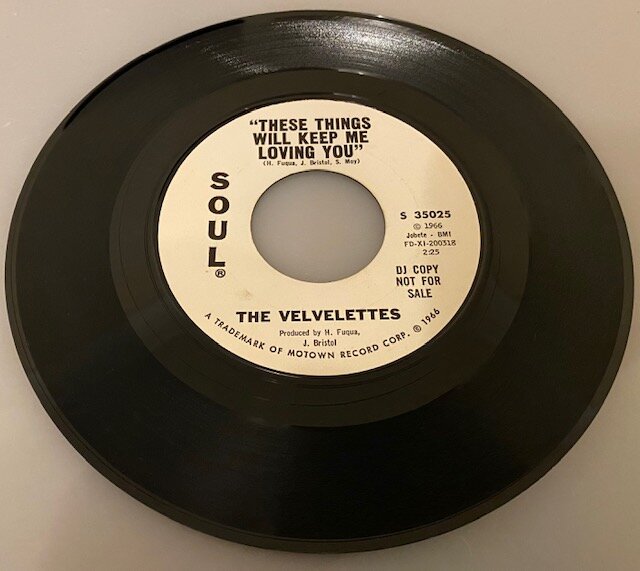 "THESE THINGS
WILL KEEP ME
LOVING YOU"
(H. Fuqua, J. Bristol, S. Moy)
SOUL®
S 35025
© 1966
Jobete - BMI
FD-XI-200318
2:25
DJ COPY
NOT FOR
SALE
THE VELVELETTES
Produced by H. Fuqua,
J. Bristol
A TRADEMARK OF MOTOWN RECORD CORP. © 1966